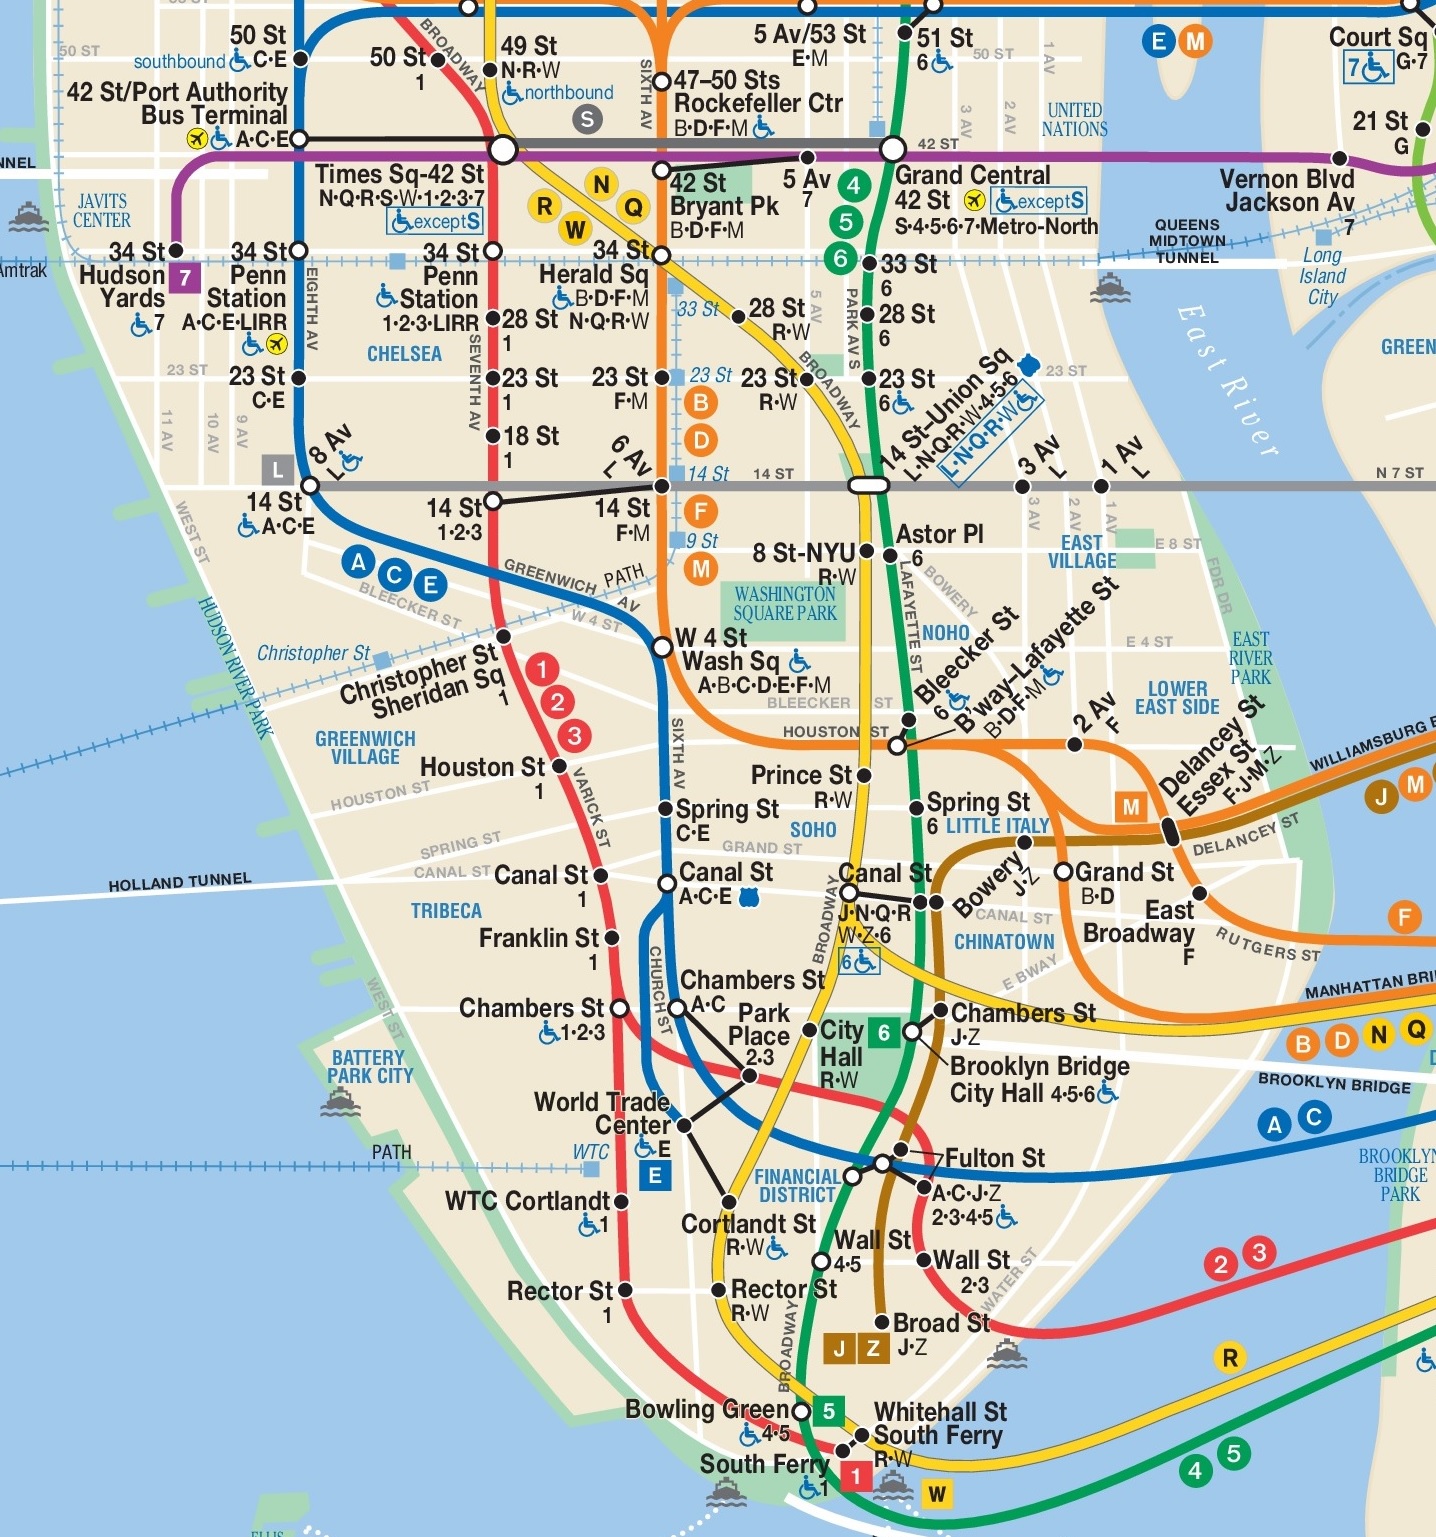 50 ST
50 St
southbound C•E
50 St
1
BROADWAY
49 St
N•R•W
northbound
SIXTH AV
47–50 Sts
Rockefeller Ctr
B•D•F•M
5 Av/53 St
E•M
51 St
6
50 ST
1 AV
2 AV
3 AV
UNITED
NATIONS
E M
Court Sq
7 G•7
21 St
G
42 St/Port Authority
Bus Terminal
A•C•E
S
42 ST
JAVITS
CENTER
Times Sq-42 St
N•Q•R•S•W•1•2•3•7
except S
N
R Q
W
42 St
Bryant Pk
B•D•F•M
5 Av
7
4
5
6
Grand Central
42 St except S
S•4•5•6•7•Metro-North
Vernon Blvd
Jackson Av
7
QUEENS
MIDTOWN
TUNNEL
Long
Island
City
Amtrak
34 St
Hudson
Yards
7
7
34 St
Penn
Station
A•C•E•LIRR
EIGHTH AV
34 St
Penn
Station
1•2•3•LIRR
34 St
Herald Sq
B•D•F•M
N•Q•R•W
33 St
28 St
R•W
5 AV
PARK AV S
33 St
6
28 St
6
28 St
1
CHELSEA
SEVENTH AV
East River
GREEN
23 ST
23 St
C•E
23 St
1
23 St
F•M
23 St
23 St
R•W
BROADWAY
23 St
6
23 ST
11 AV
10 AV
9 AV
18 St
1
B
D
14 St-Union Sq
L•N•Q•R•W•4•5•6
L•N•Q•R•W
8 Av
L
6 Av
L
3 Av
L
1 Av
L
L
14 St
14 ST
N 7 ST
14 St
A•C•E
14 St
1•2•3
14 St
F•M
F
M
9 St
3 AV
2 AV
1 AV
WEST ST
A C E
GREENWICH AV
PATH
BLEECKER ST
W 4 ST
8 St-NYU
R•W
Astor Pl
6
EAST
VILLAGE
E 8 ST
FDR DR
WASHINGTON
SQUARE PARK
LAFAYETTE ST
BOWERY
NOHO
HUDSON RIVER PARK
Christopher St
Christopher St
Sheridan Sq
1
1
2
3
W 4 St
Wash Sq
A•B•C•D•E•F•M
Bleecker St
6
B'way–Lafayette St
B•D•F•M
E 4 ST
EAST
RIVER
PARK
LOWER
EAST SIDE
GREENWICH
VILLAGE
BLEECKER ST
HOUSTON ST
2 Av
F
Delancey St
Essex St
F•J•M•Z
Houston St
1
HOUSTON ST
VARICK ST
SIXTH AV
Prince St
R•W
M
J M
Spring St
C•E
SOHO
Spring St
6
LITTLE ITALY
DELANCEY ST
SPRING ST
GRAND ST
CANAL ST
HOLLAND TUNNEL
Canal St
1
Canal St
A•C•E
Canal St
J•N•Q•R
W•Z•6
6
Bowery
J•Z
Grand St
B•D
East
Broadway
F
CANAL ST
CHINATOWN
F
RUTGERS ST
TRIBECA
Franklin St
1
BROADWAY
E BWAY
CHURCH ST
WEST ST
Chambers St
1•2•3
Chambers St
A•C
Park
Place
2•3
City
Hall
R•W
6
Chambers St
J•Z
Brooklyn Bridge
City Hall 4•5•6
B D N Q
BROOKLYN BRIDGE
BATTERY
PARK CITY
World Trade
Center
E
E
A C
PATH
WTC
FINANCIAL
DISTRICT
Fulton St
A•C•J•Z
2•3•4•5
BRIDGE
PARK
WTC Cortlandt
1
Cortlandt St
R•W
Wall St
4•5
Wall St
2•3
WATER ST
2 3
Rector St
1
Rector St
R•W
Broad St
J•Z
J Z
BROADWAY
R
Bowling Green
4•5
5
Whitehall St
South Ferry
R•W
South Ferry
1
1
W
4 5